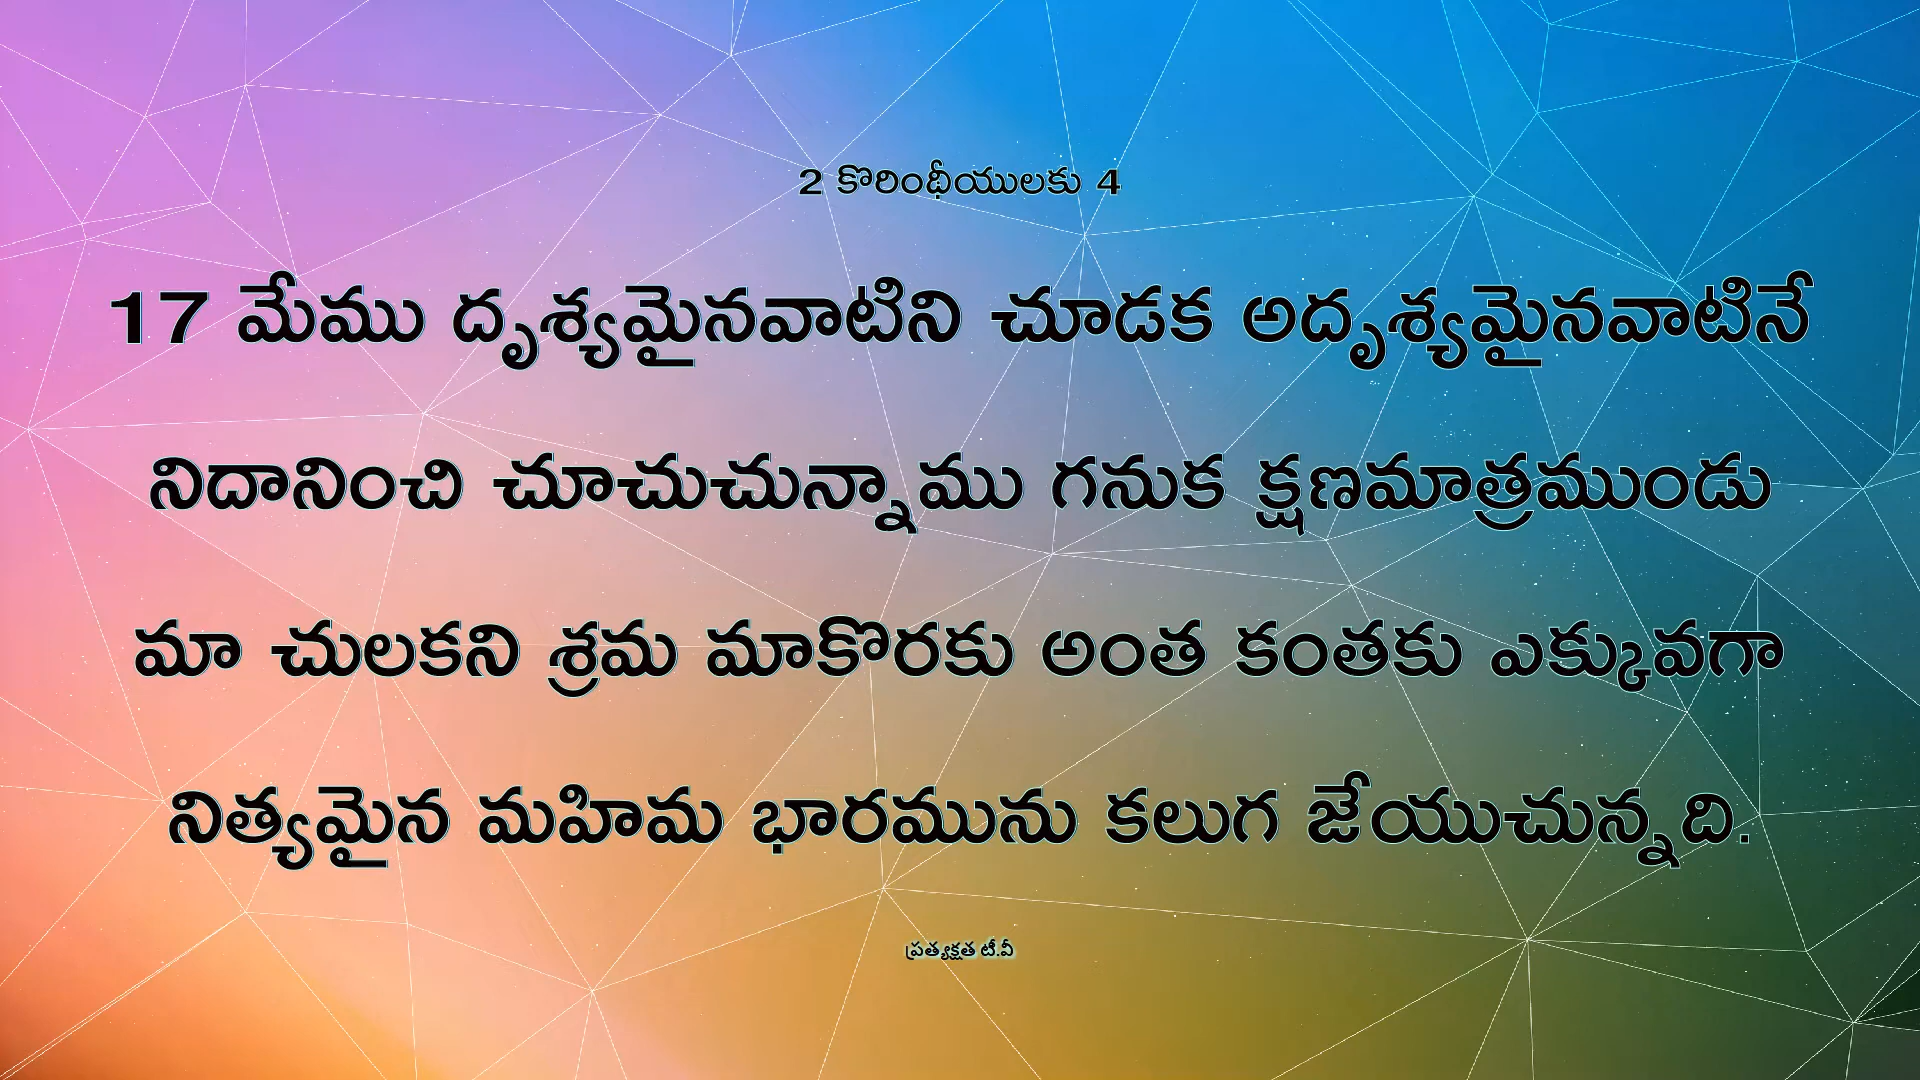 2 కొరింథీయులకు 4
17 మేము దృశ్యమైనవాటిని చూడక అదృశ్యమైనవాటినే
నిదానించి చూచుచున్నాము గనుక క్షణమాత్రముండు
మా చులకని శ్రమ మాకొరకు అంత కంతకు ఎక్కువగా
నిత్యమైన మహిమ భారమును కలుగ జేయుచున్నది.
ప్రత్యక్షత టీ.వీ